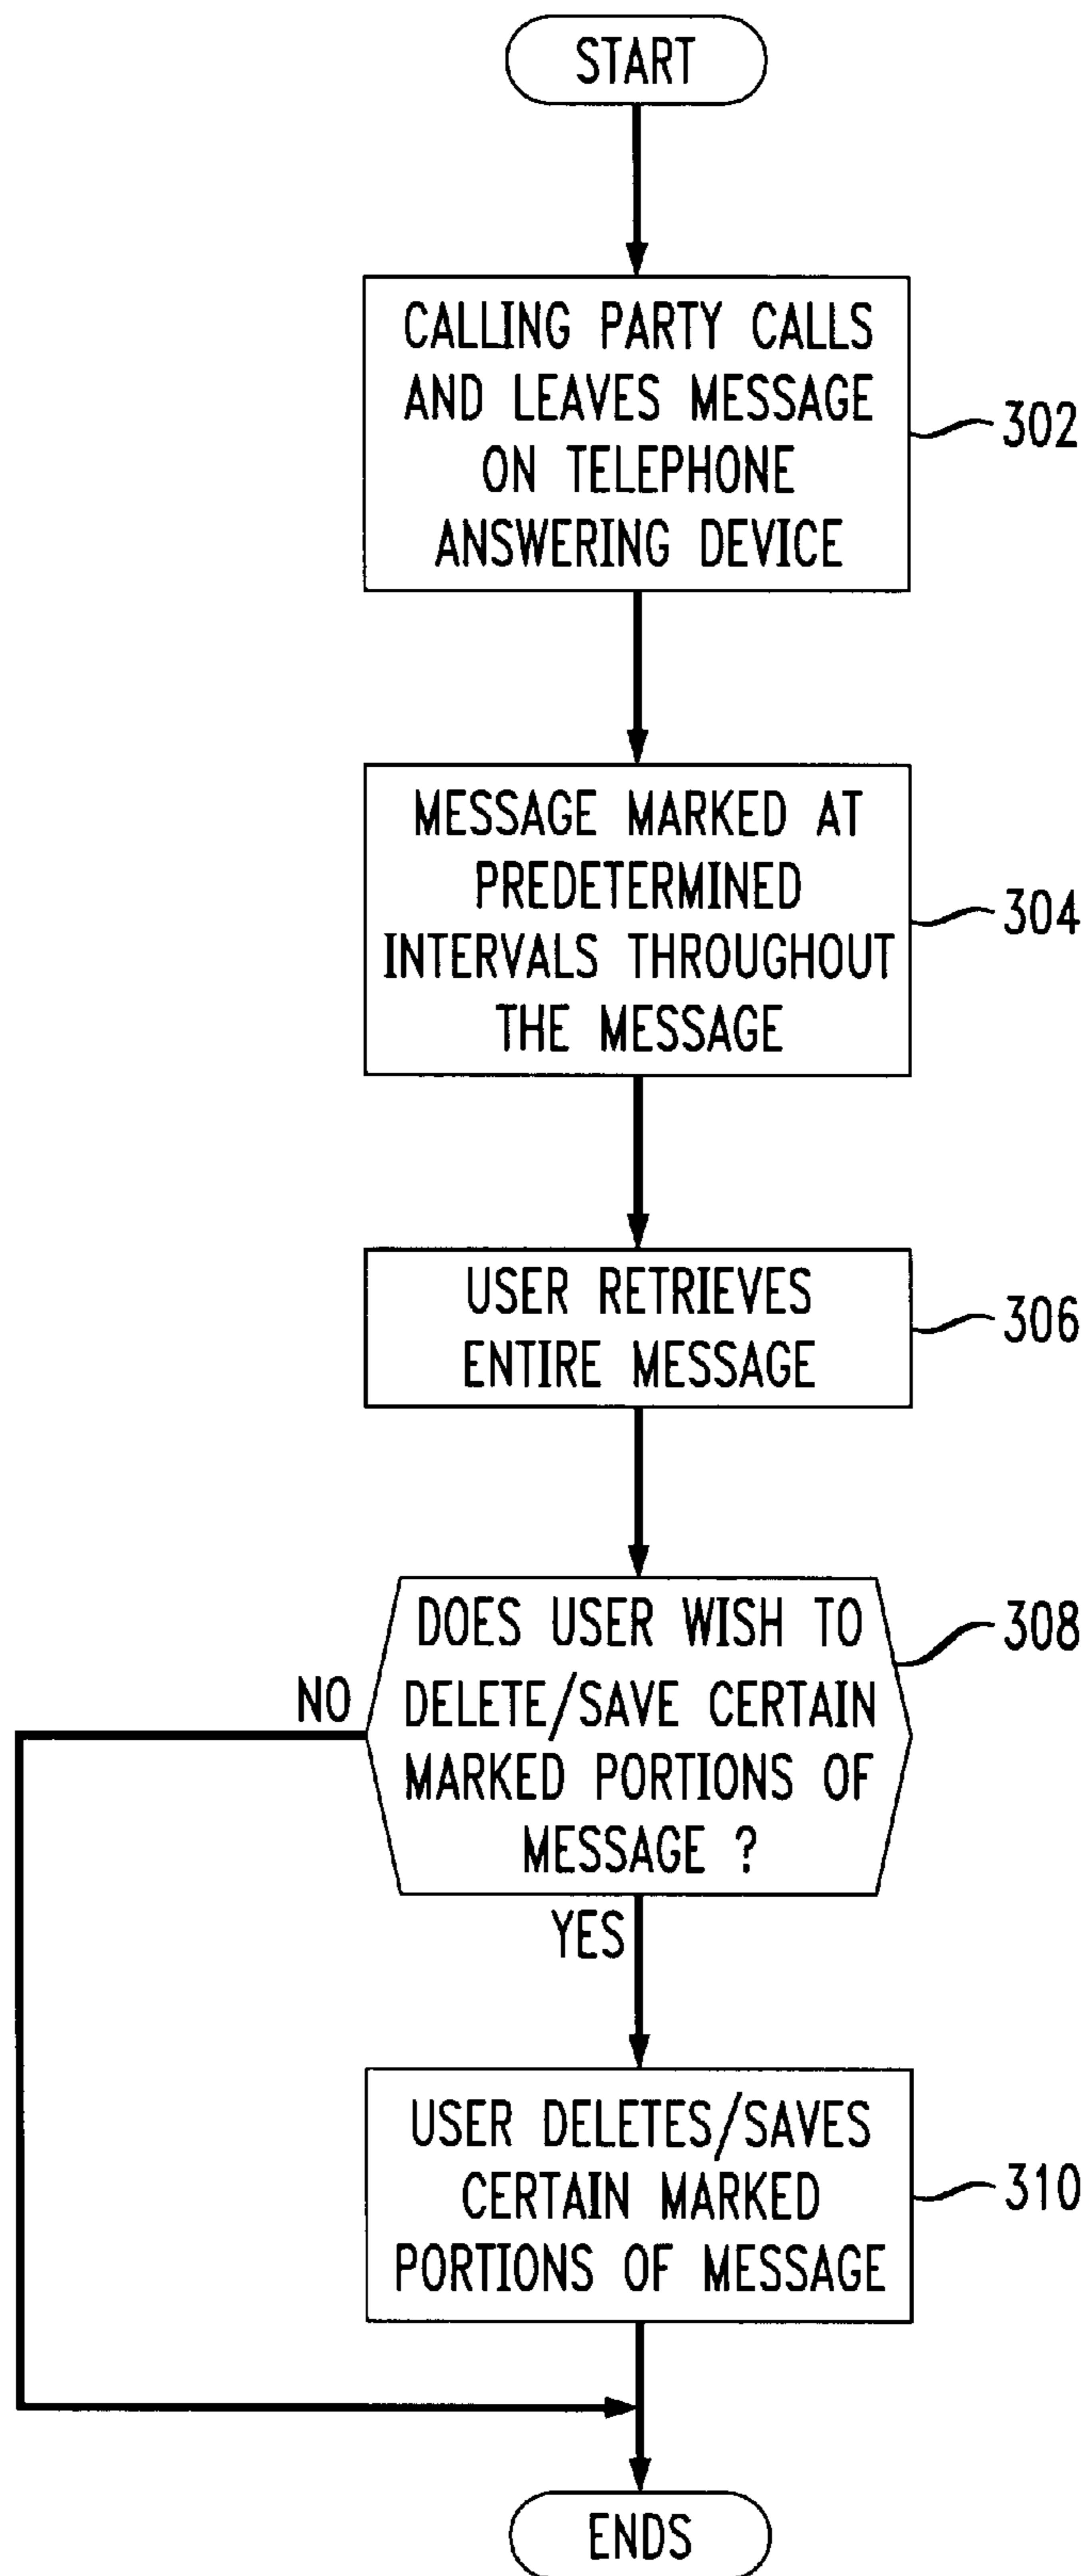 START
CALLING PARTY CALLS
AND LEAVES MESSAGE
ON TELEPHONE
ANSWERING DEVICE
302
MESSAGE MARKED AT
PREDETERMINED
INTERVALS THROUGHOUT
THE MESSAGE
304
USER RETRIEVES
ENTIRE MESSAGE
306
DOES USER WISH TO
DELETE/SAVE CERTAIN
MARKED PORTIONS OF
MESSAGE ?
308
NO
YES
USER DELETES/SAVES
CERTAIN MARKED
PORTIONS OF MESSAGE
310
ENDS